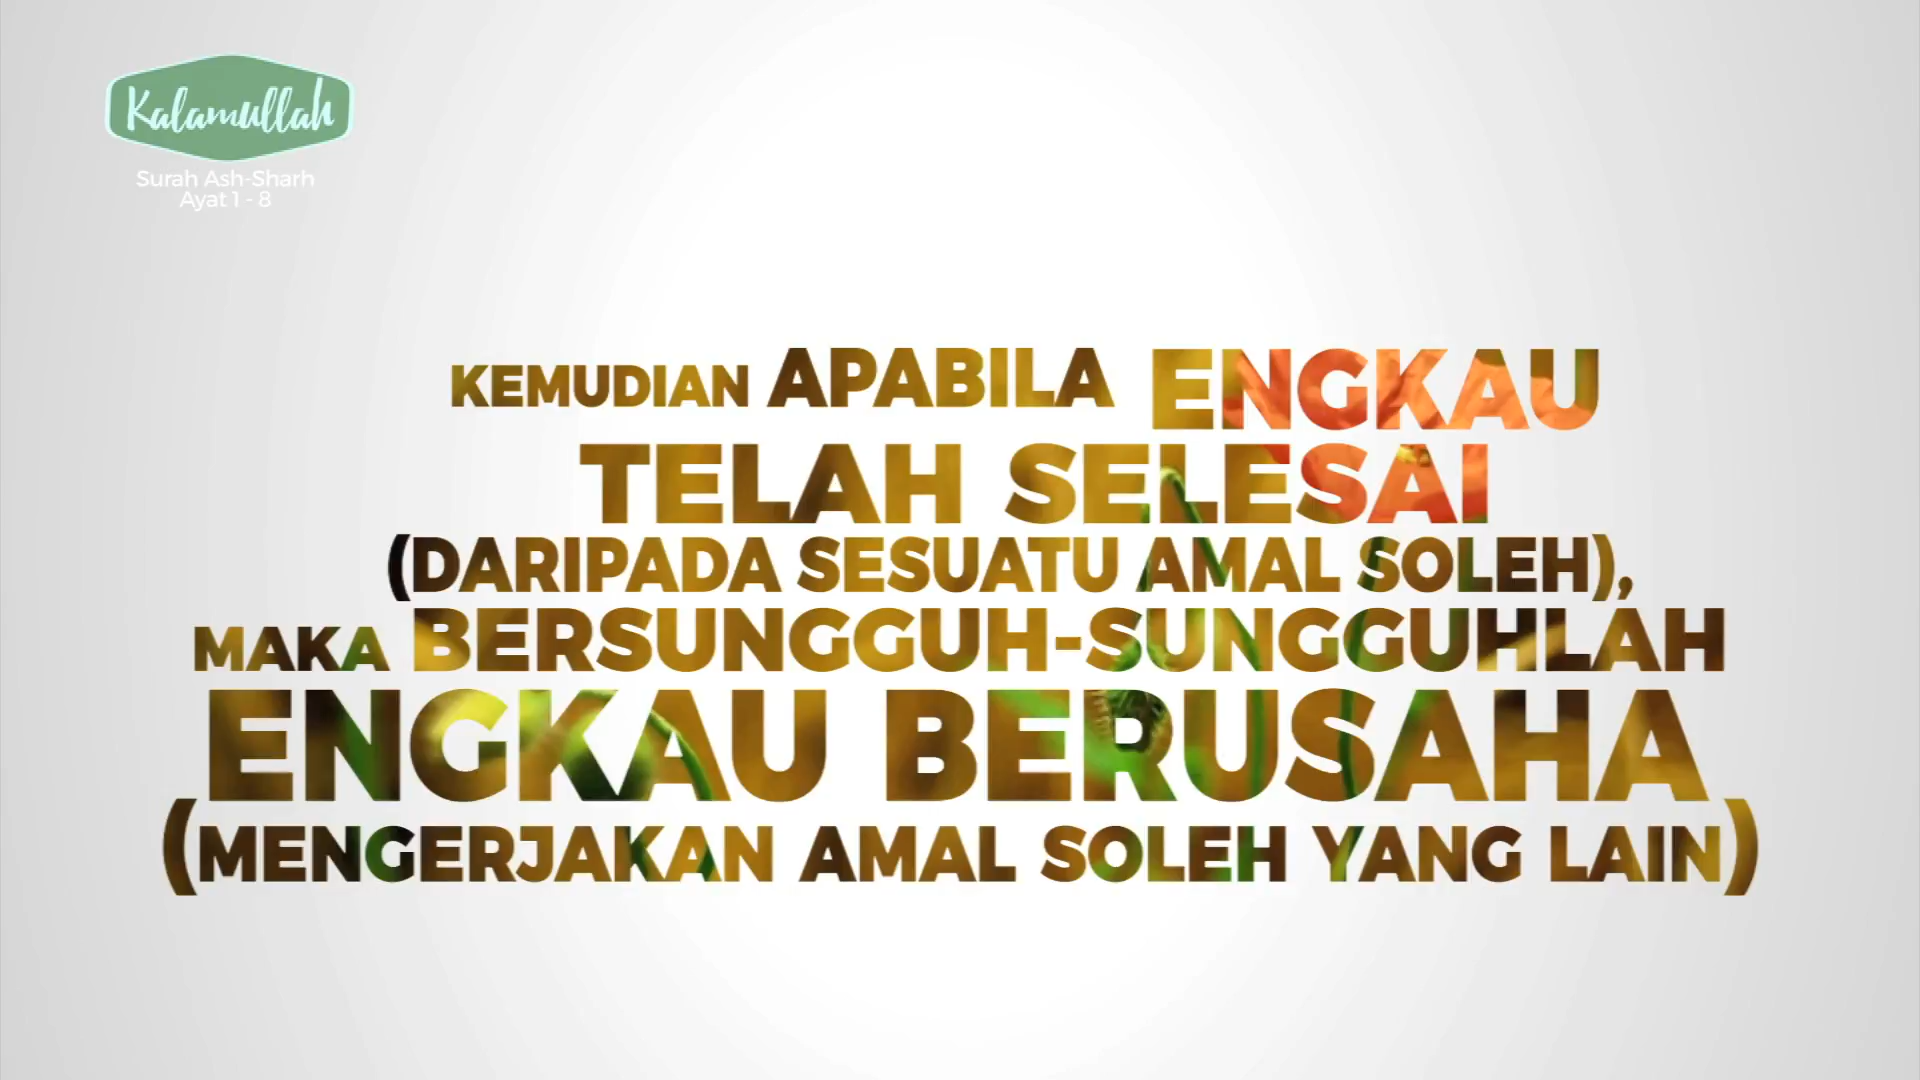 Kalamullah
Surah Ash-Sharh
Ayat 1 - 8
KEMUDIAN APABILA ENGKAU
TELAH SELESAI
(DARIPADA SESUATU AMAL SOLEH),
MAKA BERSUNGGUH-SUNGGUHLAH
ENGKAU BERUSAHA
(MENGERJAKAN AMAL SOLEH YANG LAIN)